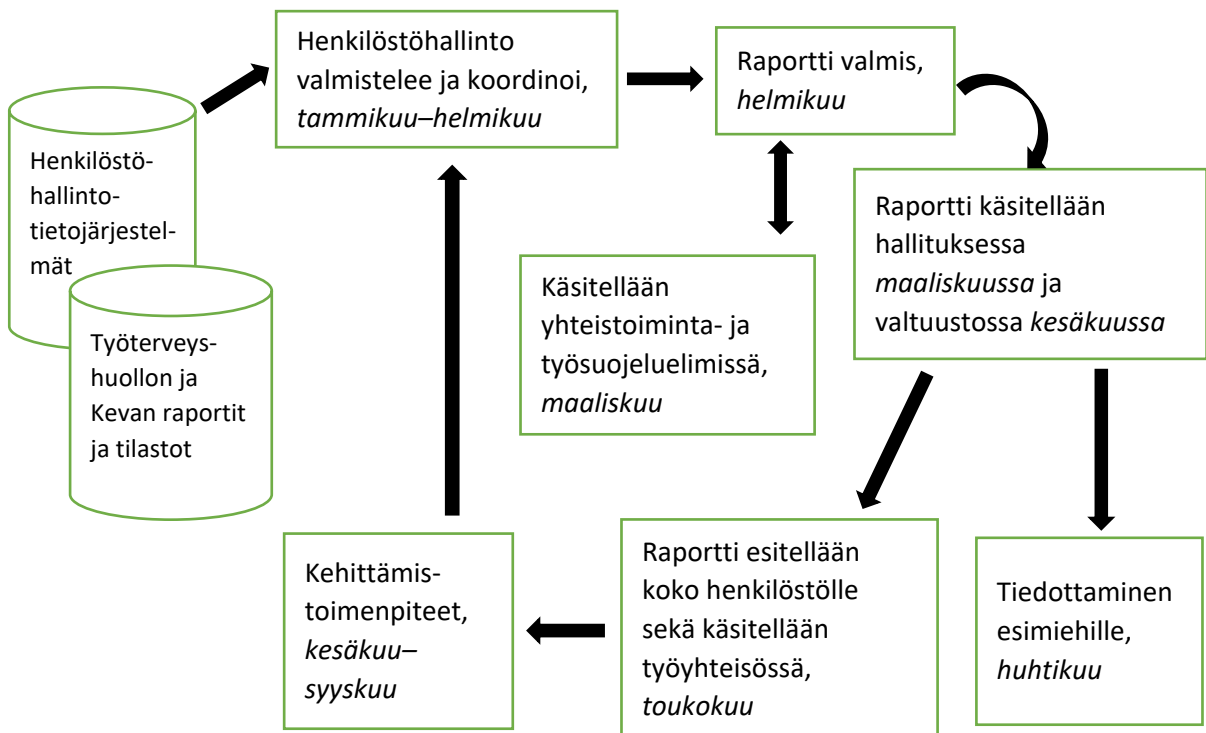 Henkilöstöhallinto
valmistelee ja koordinoi,
tammikuu–helmikuu
Raportti valmis,
helmikuu
Henkilöstö-
hallinto-
tietojärjestel-
mät
Työterveys-
huollon ja
Kevan raportit
ja tilastot
Käsitellään
yhteistoiminta- ja
työsuojeluelimissä,
maaliskuu
Raportti käsitellään
hallituksessa
maaliskuussa ja
valtuustossa kesäkuussa
Kehittämis-
toimenpiteet,
kesäkuu–
syyskuu
Raportti esitellään
koko henkilöstölle
sekä käsitellään
työyhteisössä,
toukokuu
Tiedottaminen
esimiehille,
huhtikuu